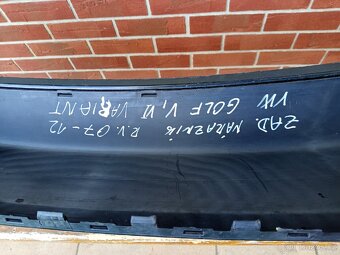 ZAD. NÁRAZNÍK
VW GOLF V, VI VARIANT
R.V. 07-12